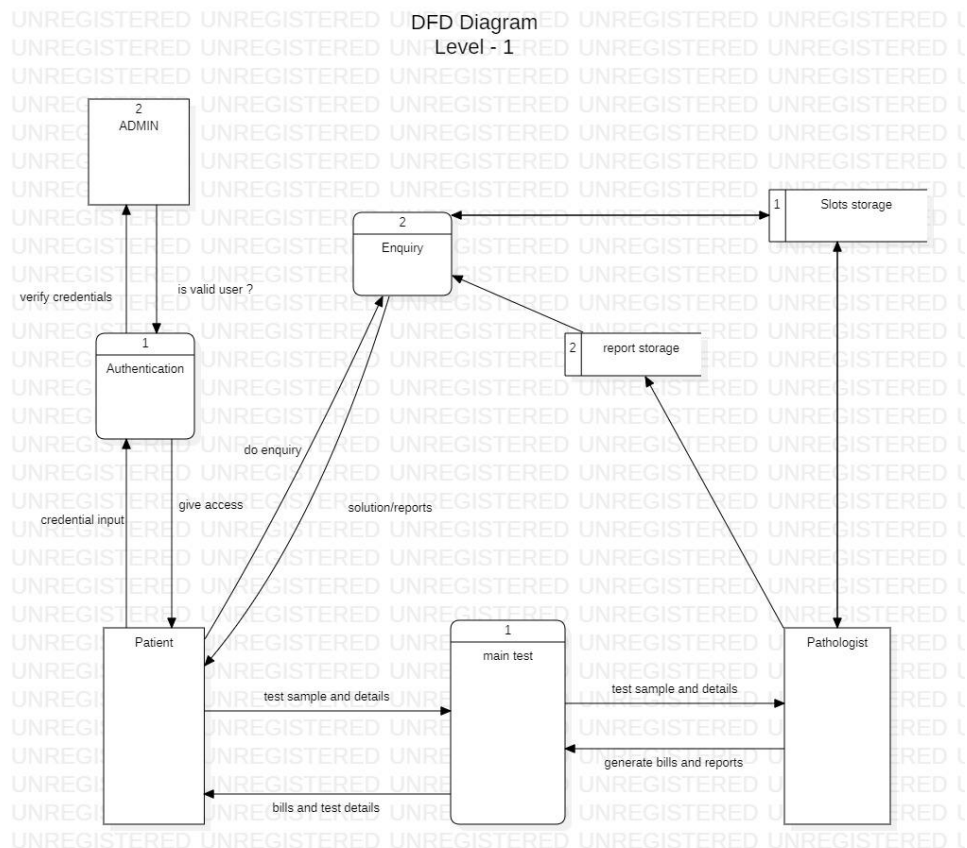 DFD Diagram
Level - 1
UNREGISTERED
2
ADMIN
1
Slots storage
2
Enquiry
verify credentials
is valid user ?
1
Authentication
2
report storage
do enquiry
give access
solution/reports
credential input
Patient
1
main test
Pathologist
test sample and details
test sample and details
generate bills and reports
bills and test details